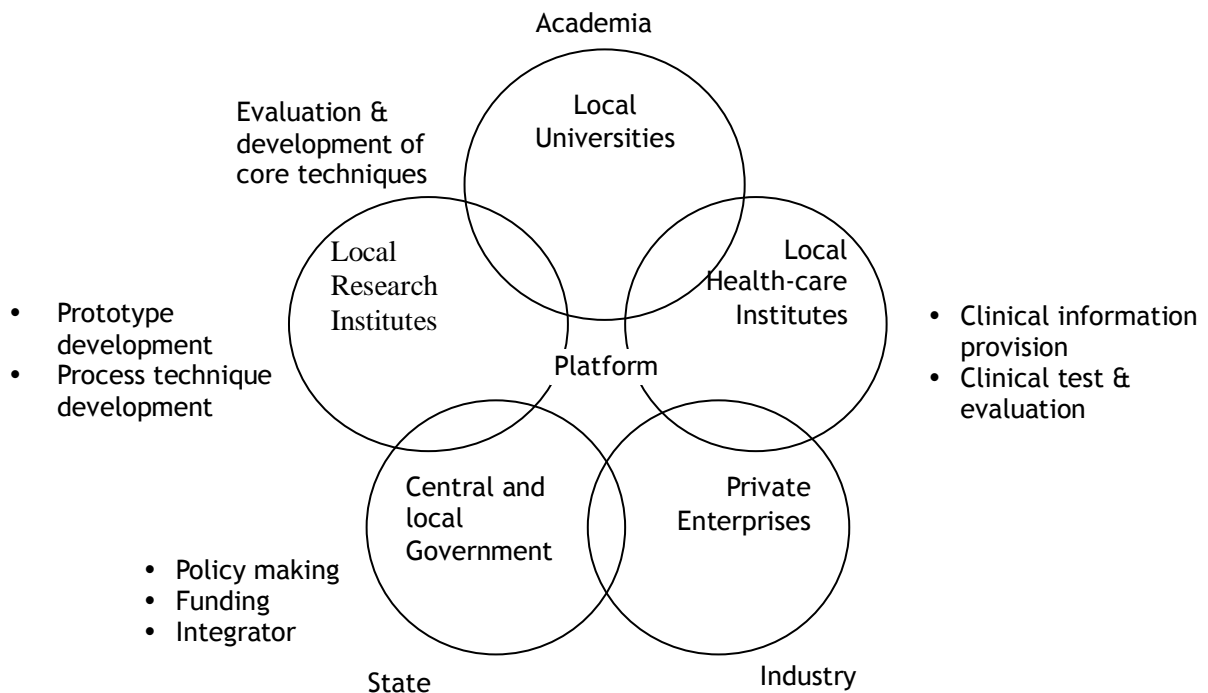 Academia
Local
Universities
Evaluation &
development of
core techniques
Local
Research
Institutes
Local
Health-care
Institutes
• Prototype
development
• Process technique
development
Platform
• Clinical information
provision
• Clinical test &
evaluation
Central and
local
Government
Private
Enterprises
• Policy making
• Funding
• Integrator
State
Industry